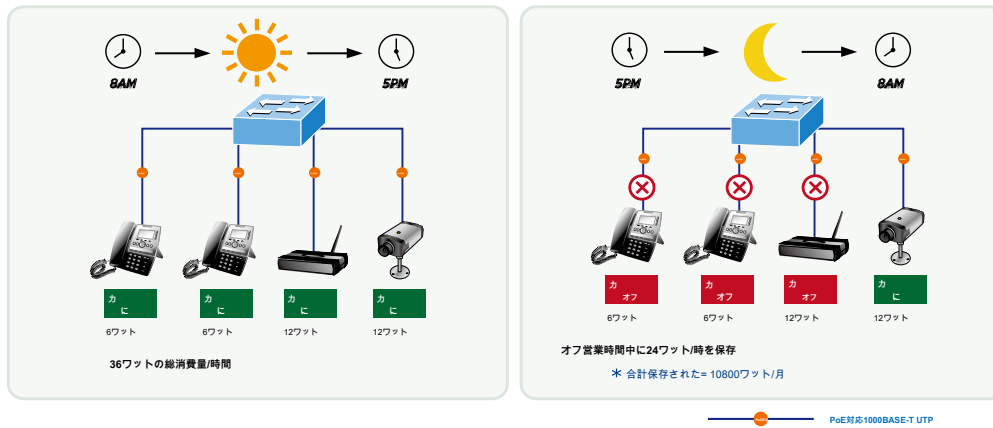 8AM
5PM
カ
に
カ
に
カ
に
カ
に
6ワット
6ワット
12ワット
12ワット
36ワットの総消費量/時間
5PM
8AM
カ
オフ
カ
オフ
カ
オフ
カ
に
6ワット
6ワット
12ワット
12ワット
オフ営業時間中に24ワット/時を保存
* 合計保存された= 10800ワット/月
PoE対応1000BASE-T UTP